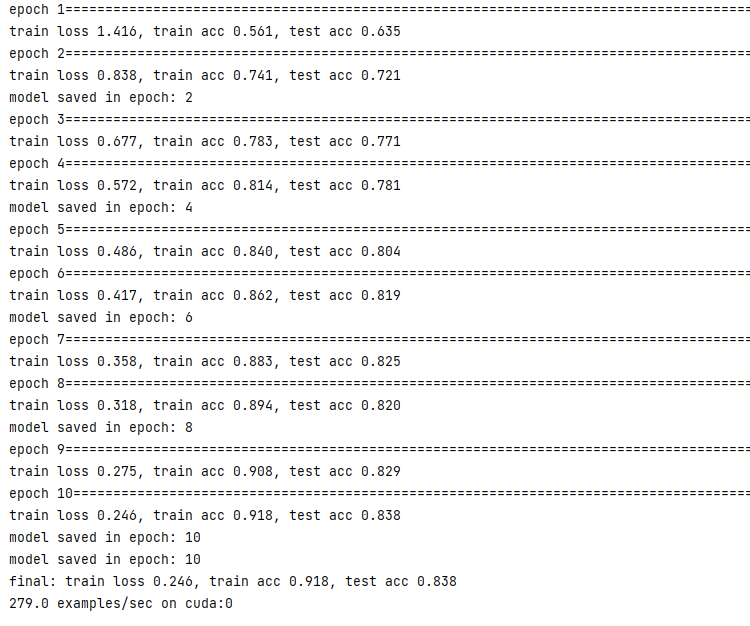 epoch 1======================================================================================
train loss 1.416, train acc 0.561, test acc 0.635
epoch 2======================================================================================
train loss 0.838, train acc 0.741, test acc 0.721
model saved in epoch: 2
epoch 3======================================================================================
train loss 0.677, train acc 0.783, test acc 0.771
epoch 4======================================================================================
train loss 0.572, train acc 0.814, test acc 0.781
model saved in epoch: 4
epoch 5======================================================================================
train loss 0.486, train acc 0.840, test acc 0.804
epoch 6======================================================================================
train loss 0.417, train acc 0.862, test acc 0.819
model saved in epoch: 6
epoch 7======================================================================================
train loss 0.358, train acc 0.883, test acc 0.825
epoch 8======================================================================================
train loss 0.318, train acc 0.894, test acc 0.820
model saved in epoch: 8
epoch 9======================================================================================
train loss 0.275, train acc 0.908, test acc 0.829
epoch 10=====================================================================================
train loss 0.246, train acc 0.918, test acc 0.838
model saved in epoch: 10
model saved in epoch: 10
final: train loss 0.246, train acc 0.918, test acc 0.838
279.0 examples/sec on cuda:0